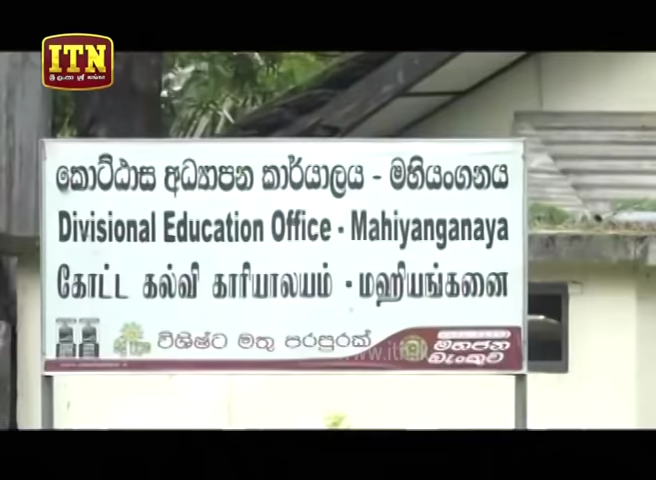 ITN
කොට්ඨාස අධ්‍යාපන කාර්යාලය - මහියංගනය
Divisional Education Office - Mahiyanganaya
கோட்ட கல்வி காரியாலயம் - மஹியங்கனை
විශිෂ්ට මතු පරපුරක්
මහජන
බැංකුව